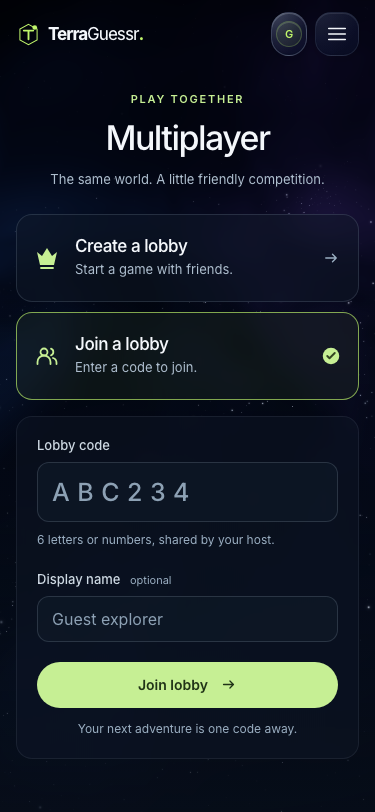 TerraGuessr.
G
PLAY TOGETHER
Multiplayer
The same world. A little friendly competition.
Create a lobby
Start a game with friends.
Join a lobby
Enter a code to join.
Lobby code
ABC234
6 letters or numbers, shared by your host.
Display name optional
Guest explorer
Join lobby
Your next adventure is one code away.